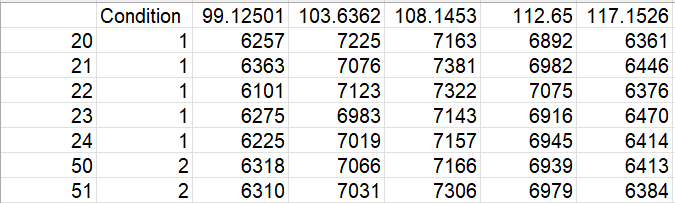 Condition 99.12501 103.6362 108.1453 112.65 117.1526
20 1 6257 7225 7163 6892 6361
21 1 6363 7076 7381 6982 6446
22 1 6101 7123 7322 7075 6376
23 1 6275 6983 7143 6916 6470
24 1 6225 7019 7157 6945 6414
50 2 6318 7066 7166 6939 6413
51 2 6310 7031 7306 6979 6384